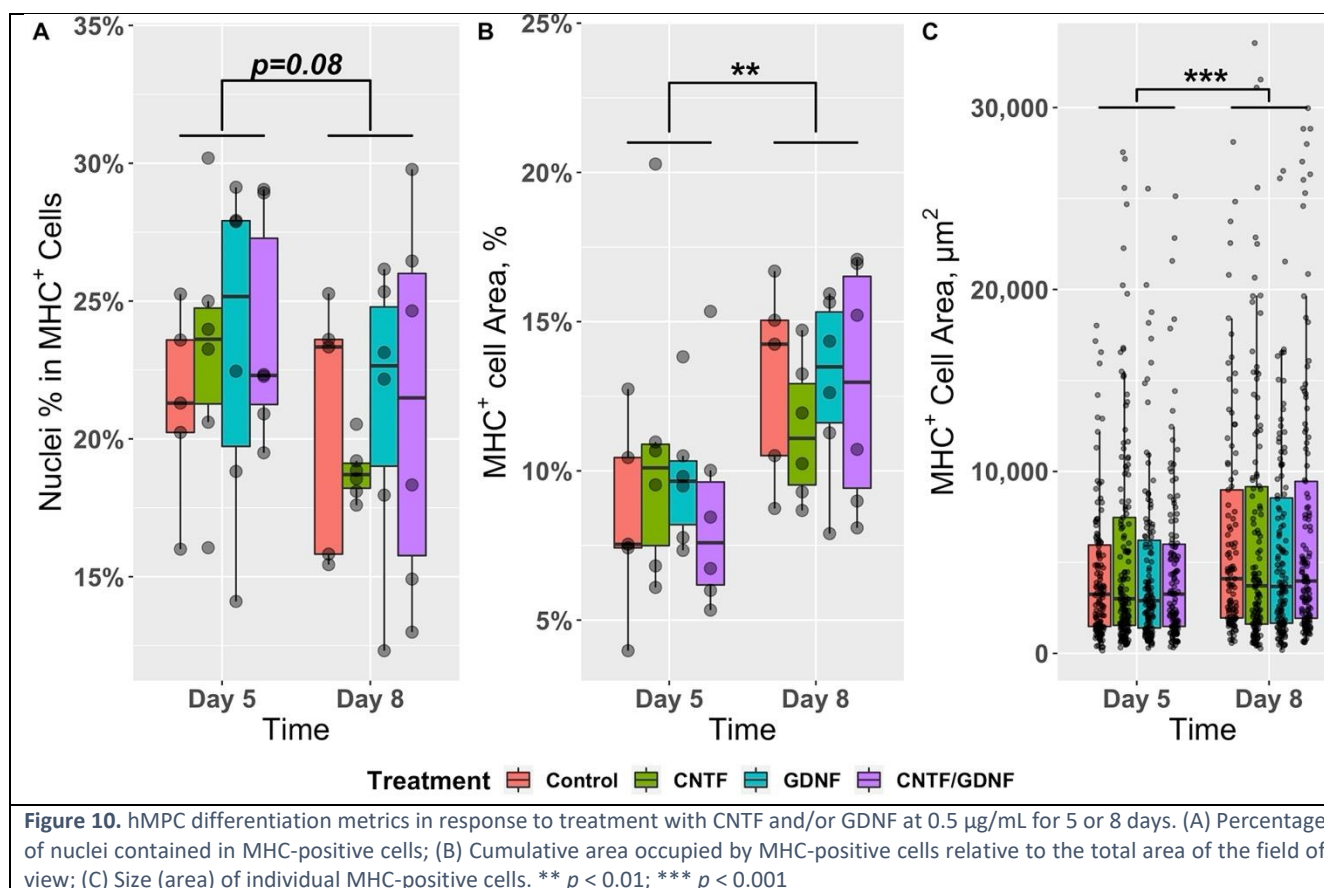 A
35%
30%
25%
20%
15%
Nuclei % in MHC+ Cells
p=0.08
Day 5
Day 8
Time
B
25%
20%
15%
10%
5%
MHC+ cell Area, %
**
Day 5
Day 8
Time
C
30,000
20,000
10,000
0
MHC+ Cell Area, µm2
***
Day 5
Day 8
Time
Treatment Control CNTF GDNF CNTF/GDNF
Figure 10. hMPC differentiation metrics in response to treatment with CNTF and/or GDNF at 0.5 µg/mL for 5 or 8 days. (A) Percentage
of nuclei contained in MHC-positive cells; (B) Cumulative area occupied by MHC-positive cells relative to the total area of the field of
view; (C) Size (area) of individual MHC-positive cells. ** p < 0.01; *** p < 0.001